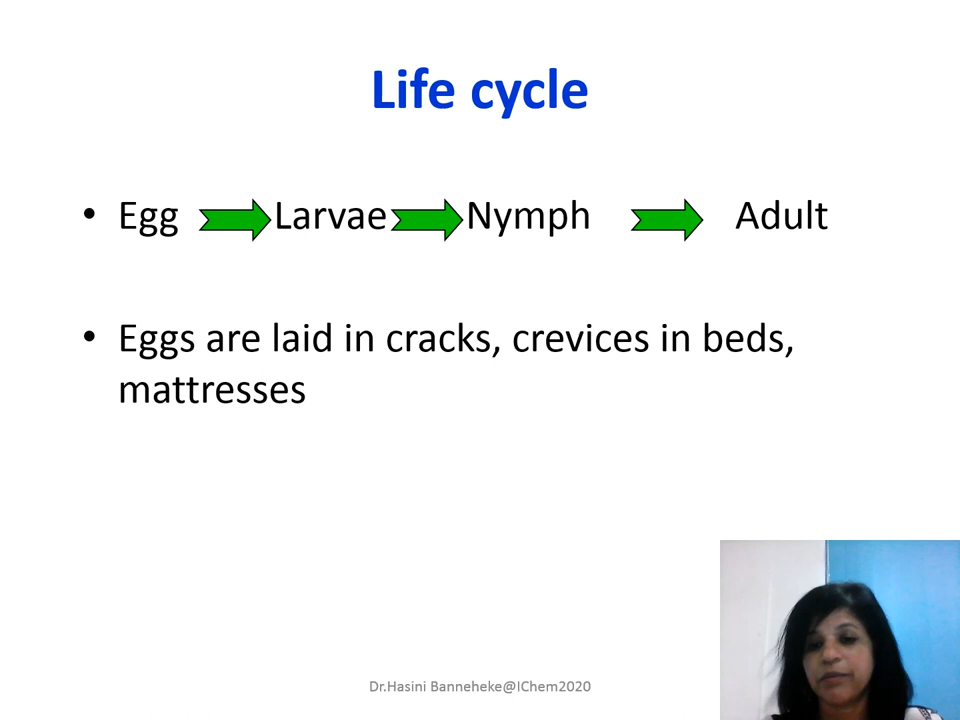 Life cycle
• Egg Larvae Nymph Adult
• Eggs are laid in cracks, crevices in beds,
mattresses
Dr.Hasini Banneheke@IChem2020